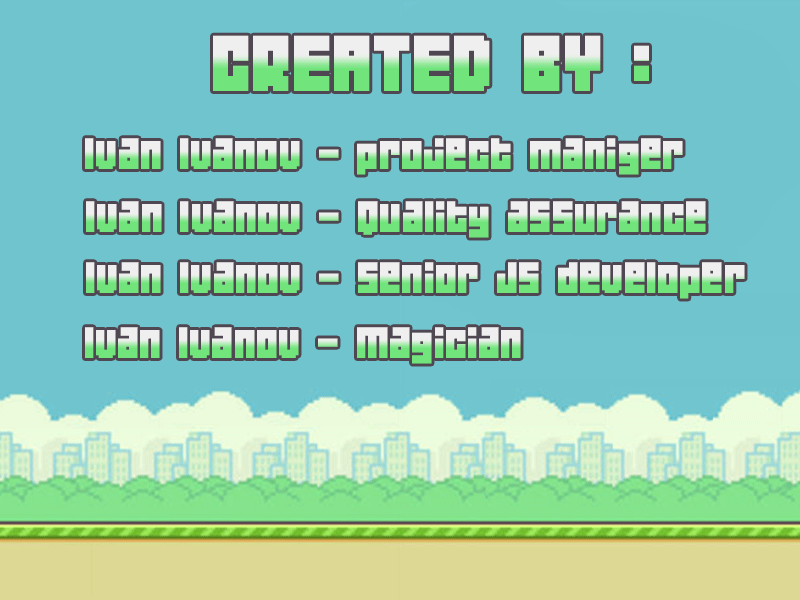 CREATED BY :
Ivan Ivanov - project maniger
Ivan Ivanov - Quality assurance
Ivan Ivanov - senior JS developer
Ivan Ivanov - Magician